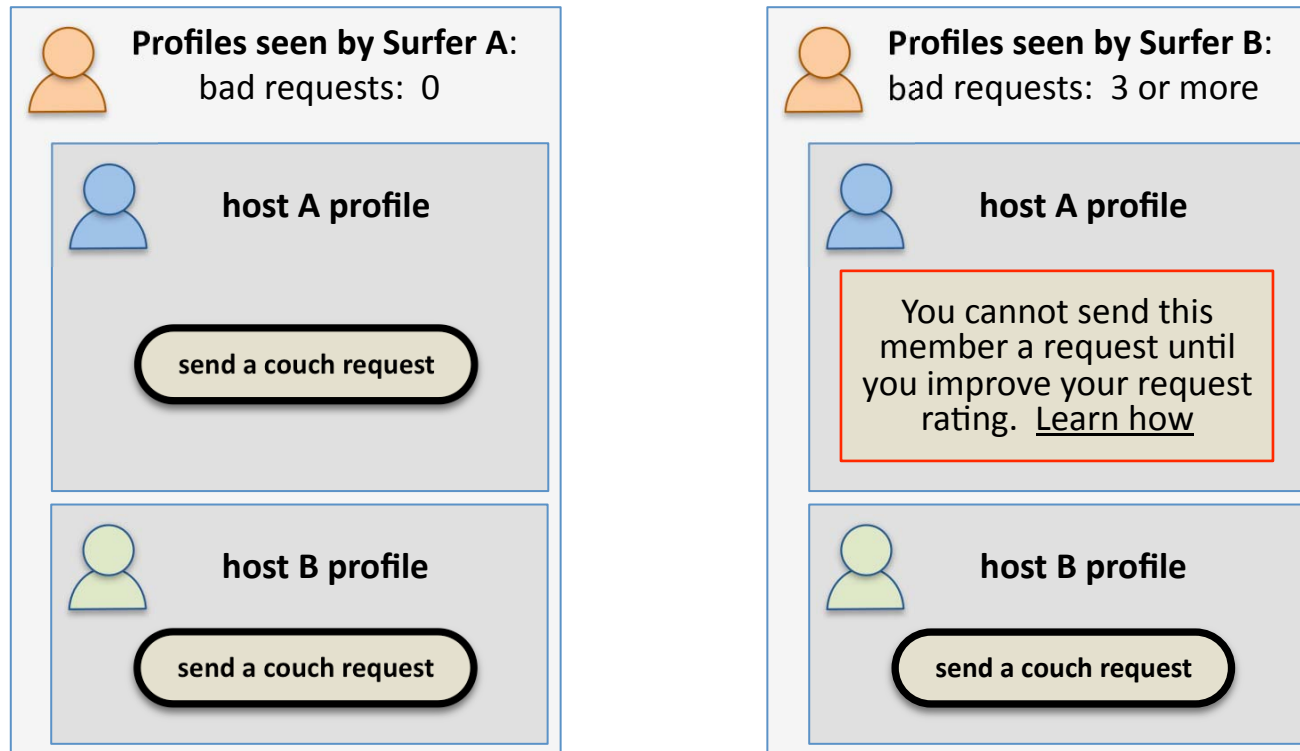 Profiles seen by Surfer A:
bad requests: 0
host A profile
send a couch request
host B profile
send a couch request
Profiles seen by Surfer B:
bad requests: 3 or more
host A profile
You cannot send this
member a request until
you improve your request
rating. Learn how
host B profile
send a couch request